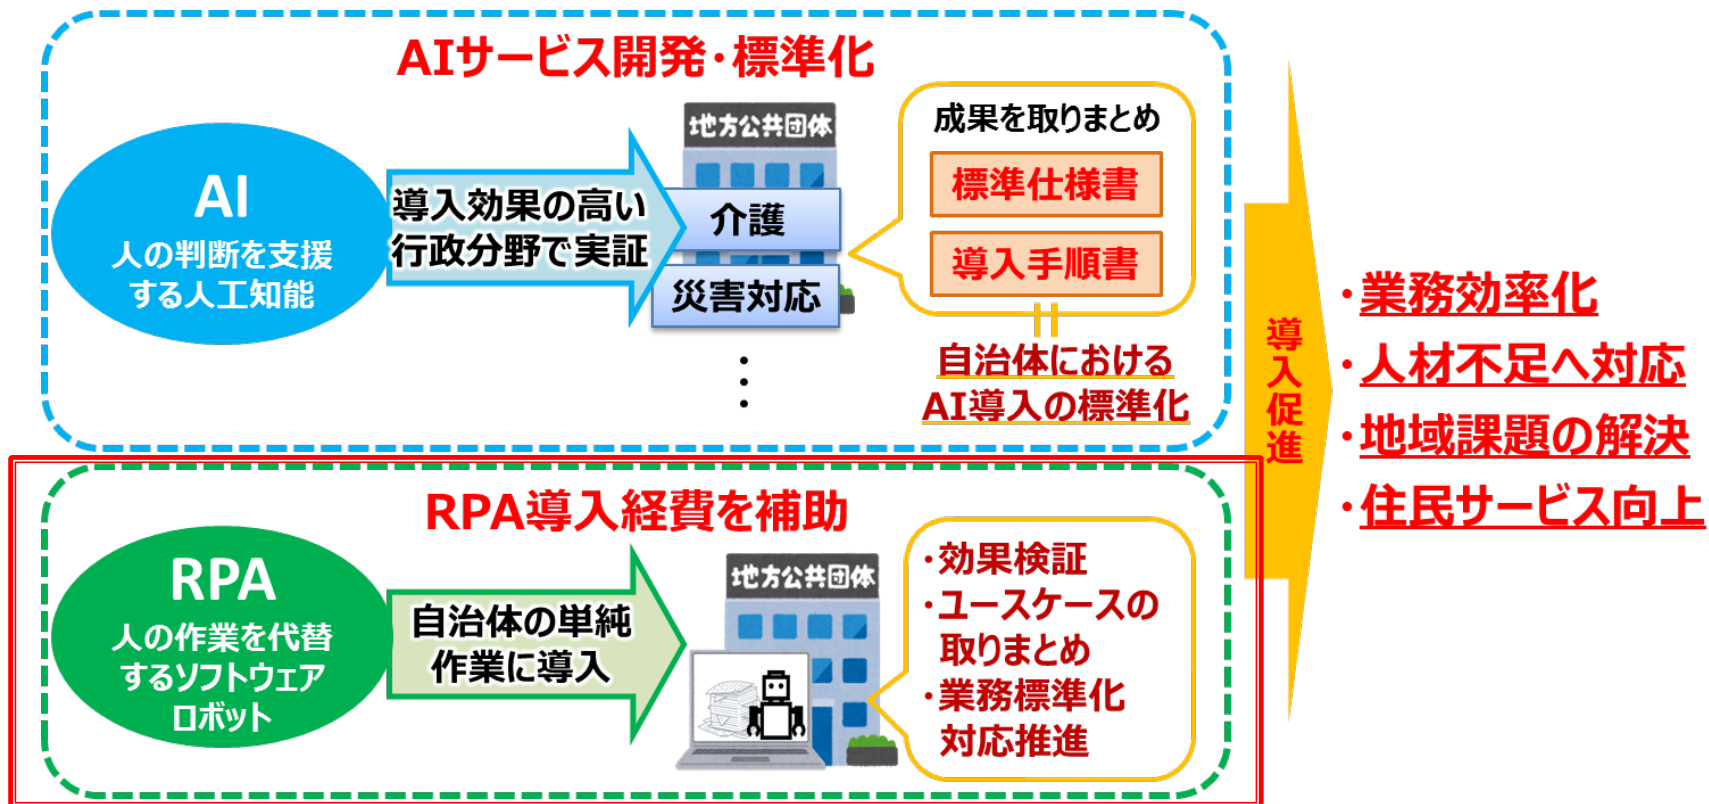 AIサービス開発・標準化
AI
人の判断を支援
する人工知能
導入効果の高い
行政分野で実証
地方公共団体
介護
災害対応
成果を取りまとめ
標準仕様書
導入手順書
自治体における
AI導入の標準化
RPA導入経費を補助
RPA
人の作業を代替
するソフトウェア
ロボット
自治体の単純
作業に導入
地方公共団体
・効果検証
・ユースケースの
取りまとめ
・業務標準化
対応推進
導入促進
・業務効率化
・人材不足へ対応
・地域課題の解決
・住民サービス向上